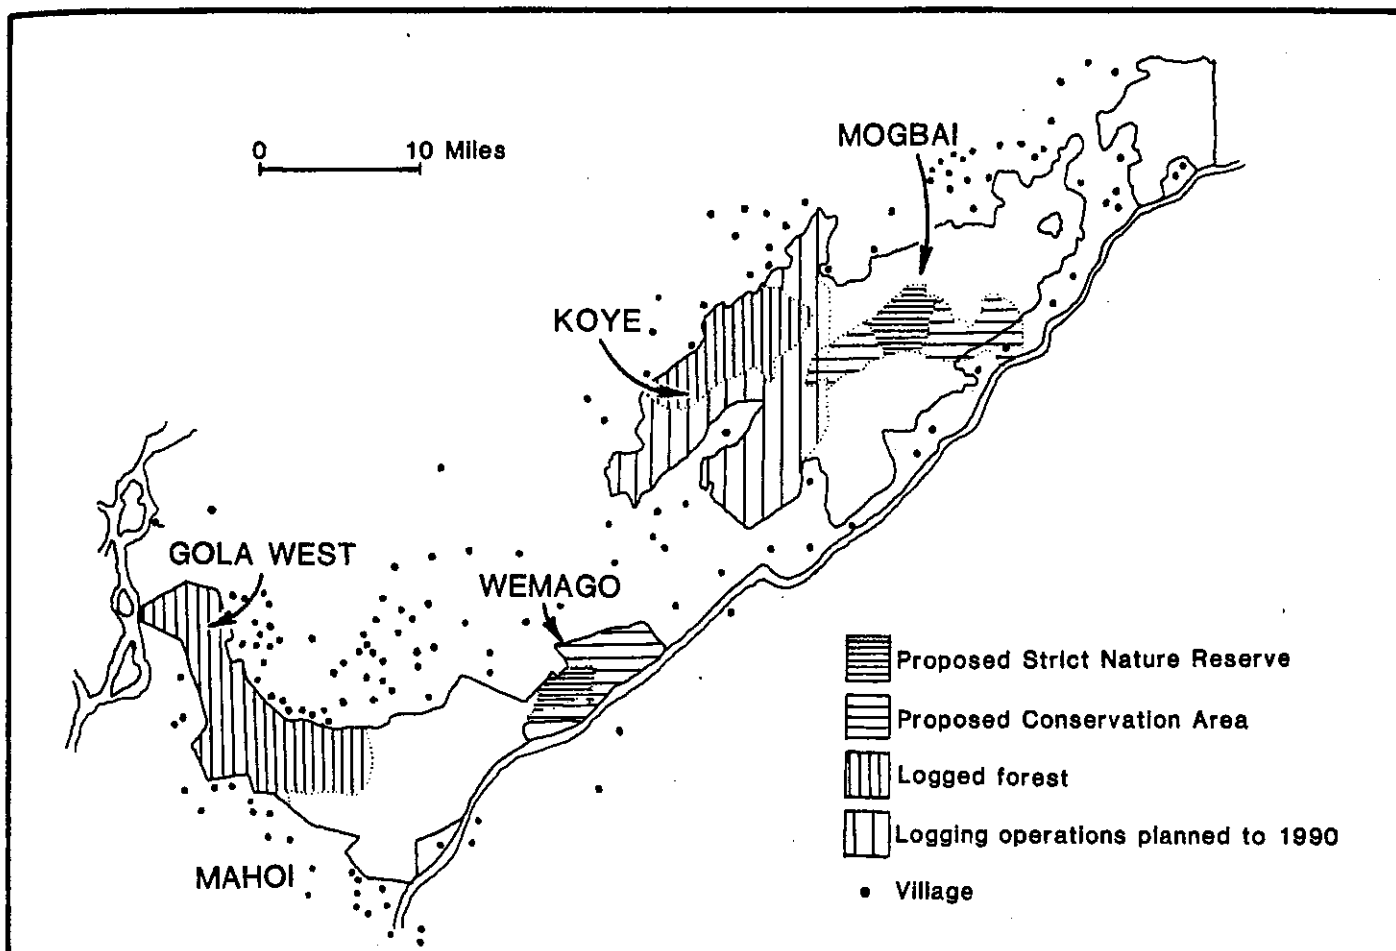 0 10 Miles
MOGBAI
KOYE
GOLA WEST
WEMAGO
MAHOI
Proposed Strict Nature Reserve
Proposed Conservation Area
Logged forest
Logging operations planned to 1990
Village